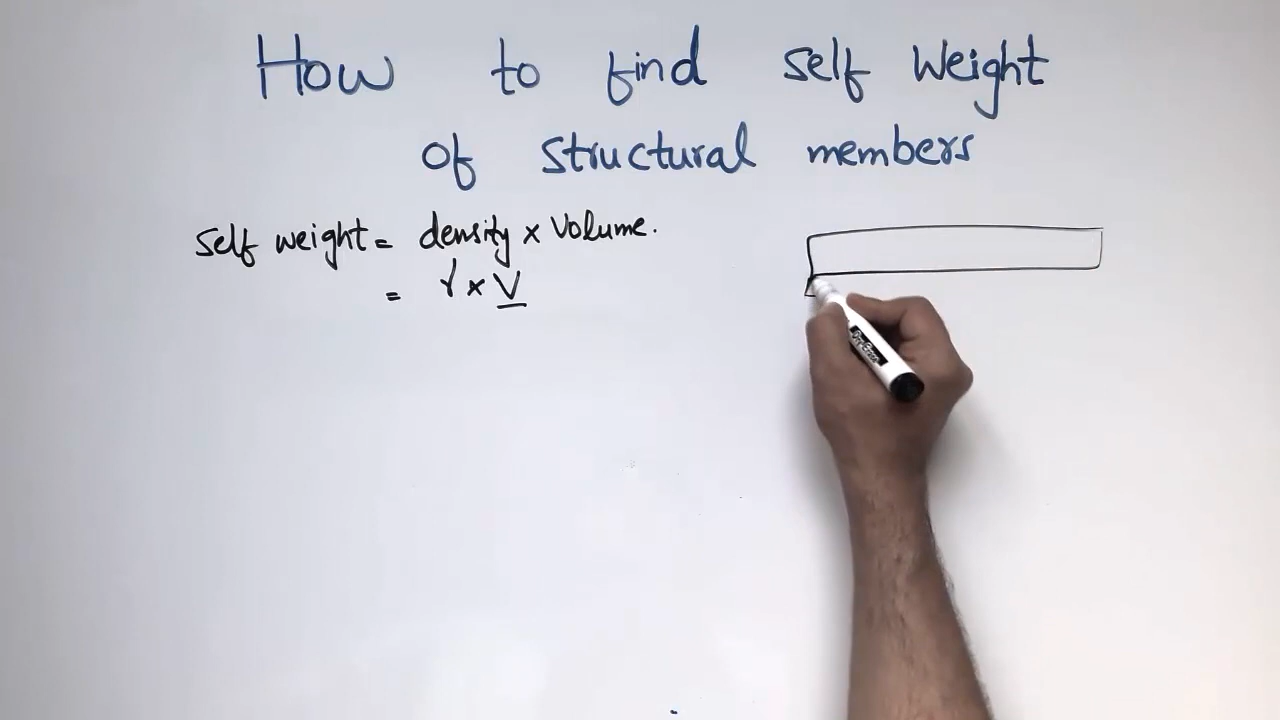 How to find self Weight
of structural members
Self weight = density × Volume.
= γ × V